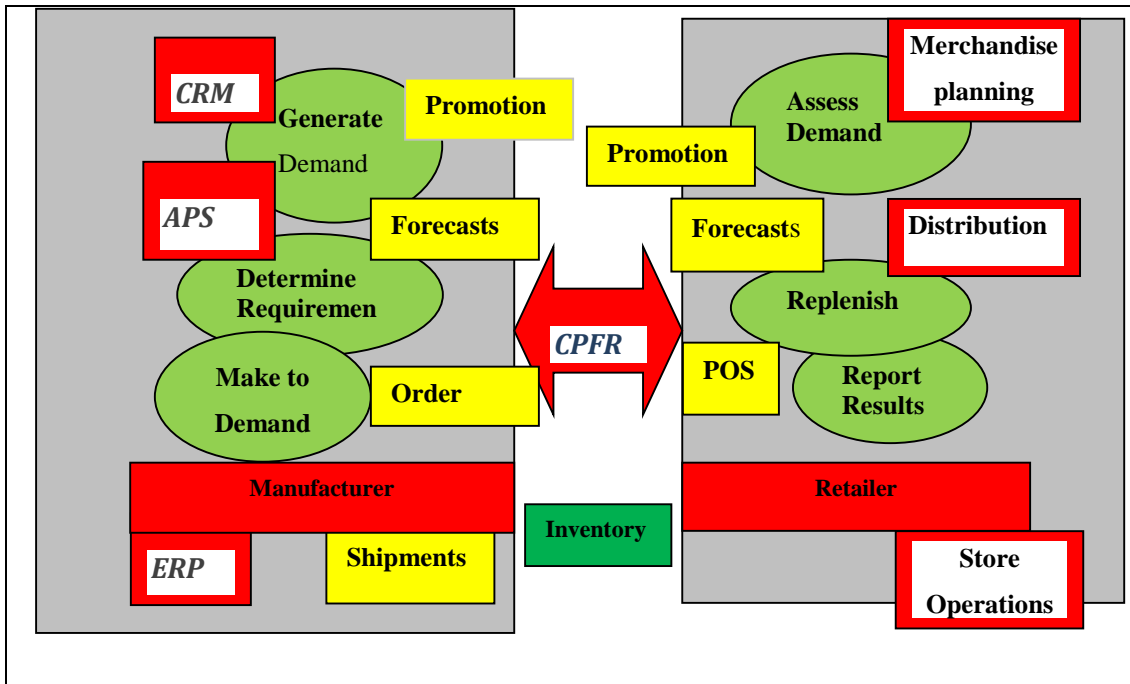 CRM
Generate
Demand
Promotion
APS
Forecasts
Determine
Requiremen
Make to
Demand
Order
Manufacturer
ERP
Shipments
CPFR
Inventory
Merchandise
planning
Assess
Demand
Promotion
Forecasts
Distribution
Replenish
POS
Report
Results
Retailer
Store
Operations